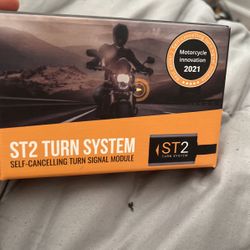 Motorcycle
Innovation
2021
ST2 TURN SYSTEM
SELF-CANCELLING TURN SIGNAL MODULE
ST2
TURN SYSTEM